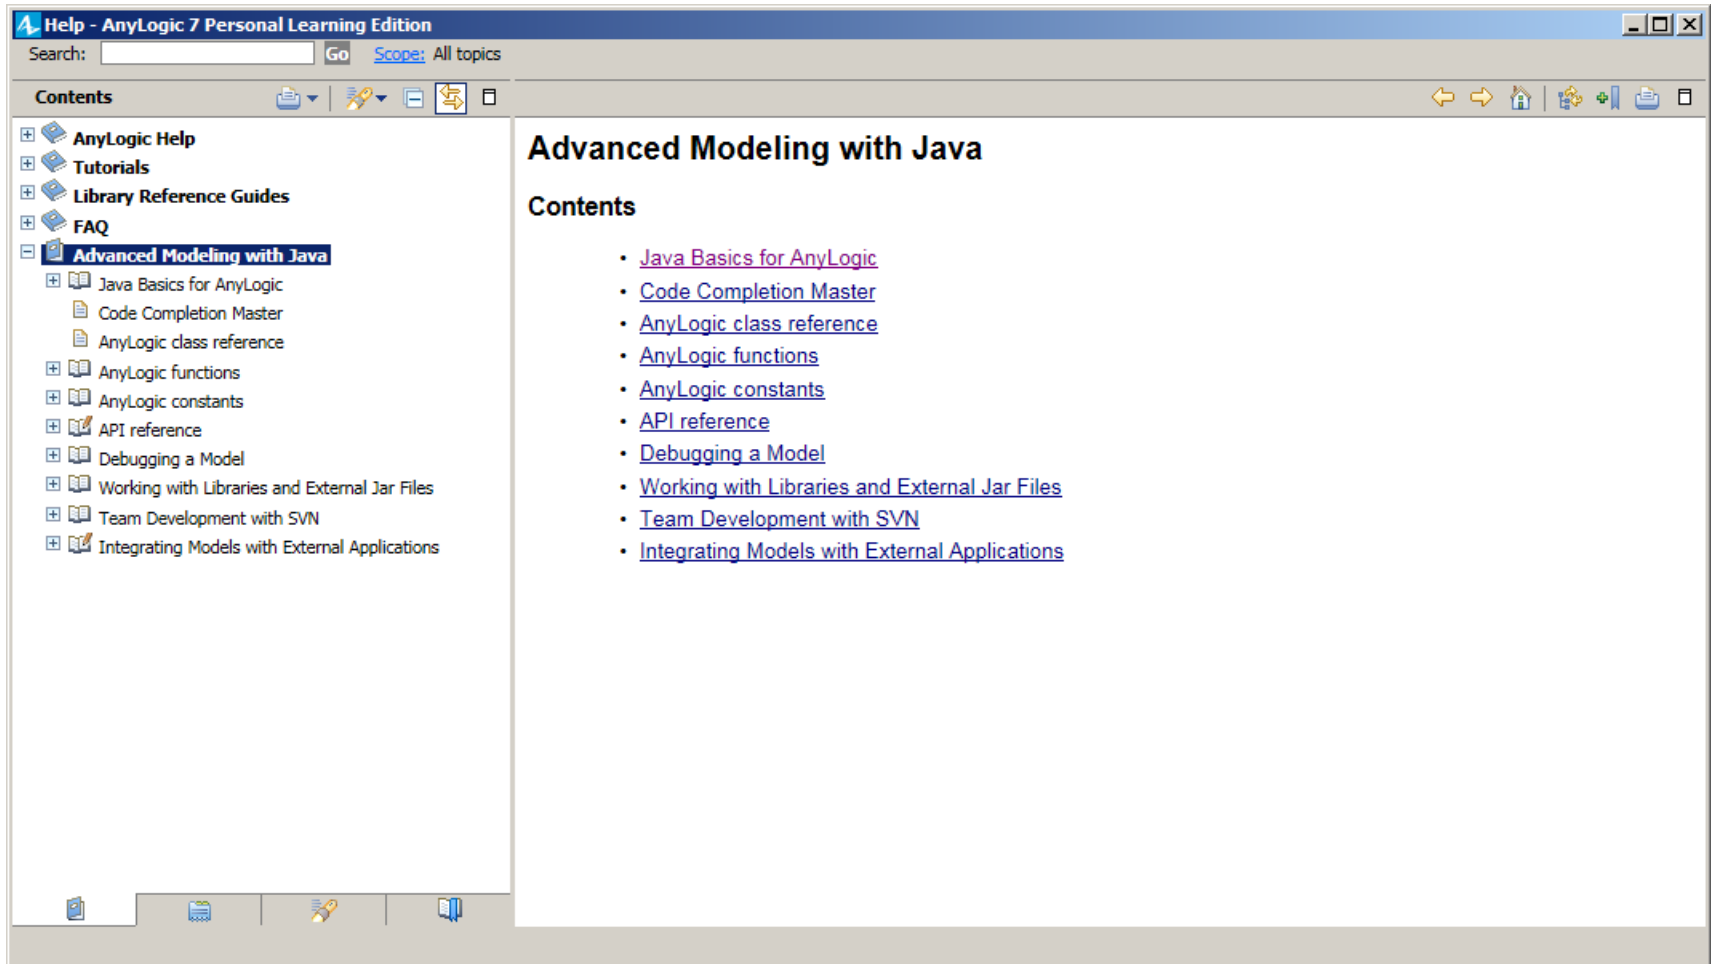 Help - AnyLogic 7 Personal Learning Edition
Search: Go Scope: All topics
Contents
AnyLogic Help
Tutorials
Library Reference Guides
FAQ
Advanced Modeling with Java
Java Basics for AnyLogic
Code Completion Master
AnyLogic class reference
AnyLogic functions
AnyLogic constants
API reference
Debugging a Model
Working with Libraries and External Jar Files
Team Development with SVN
Integrating Models with External Applications
Advanced Modeling with Java
Contents
• Java Basics for AnyLogic
• Code Completion Master
• AnyLogic class reference
• AnyLogic functions
• AnyLogic constants
• API reference
• Debugging a Model
• Working with Libraries and External Jar Files
• Team Development with SVN
• Integrating Models with External Applications